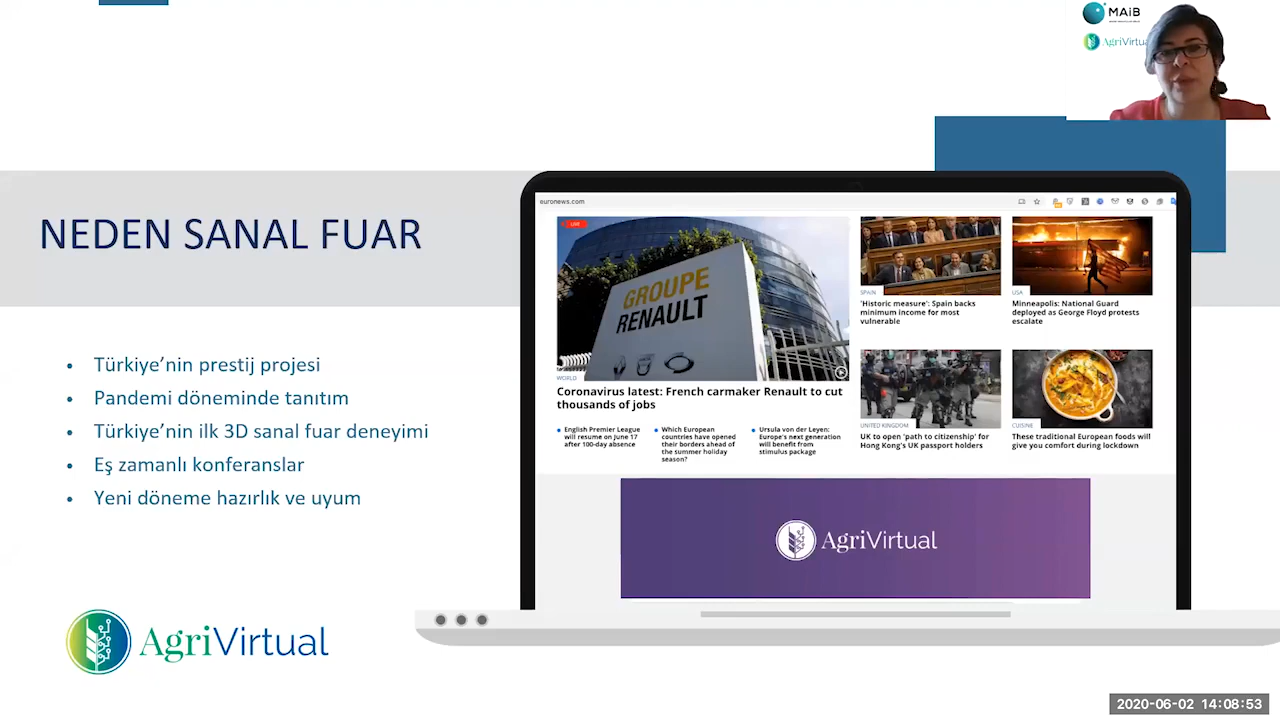 MAiB
AgriVirtu
NEDEN SANAL FUAR
• Türkiye’nin prestij projesi
• Pandemi döneminde tanıtım
• Türkiye’nin ilk 3D sanal fuar deneyimi
• Eş zamanlı konferanslar
• Yeni döneme hazırlık ve uyum
AgriVirtual
euronews.com
LIVE
GROUPE
RENAULT
WORLD
Coronavirus latest: French carmaker Renault to cut
thousands of jobs
English Premier League
will resume on June 17
after 100-day absence
Which European
countries have opened
their borders ahead of
the summer holiday
season?
Ursula von der Leyen:
Europe's next generation
will benefit from
stimulus package
SPAIN
'Historic measure': Spain backs
minimum income for most
vulnerable
USA
Minneapolis: National Guard
deployed as George Floyd protests
escalate
UNITED KINGDOM
UK to open 'path to citizenship' for
Hong Kong's UK passport holders
CUISINE
These traditional European foods will
give you comfort during lockdown
AgriVirtual
2020-06-02 14:08:53